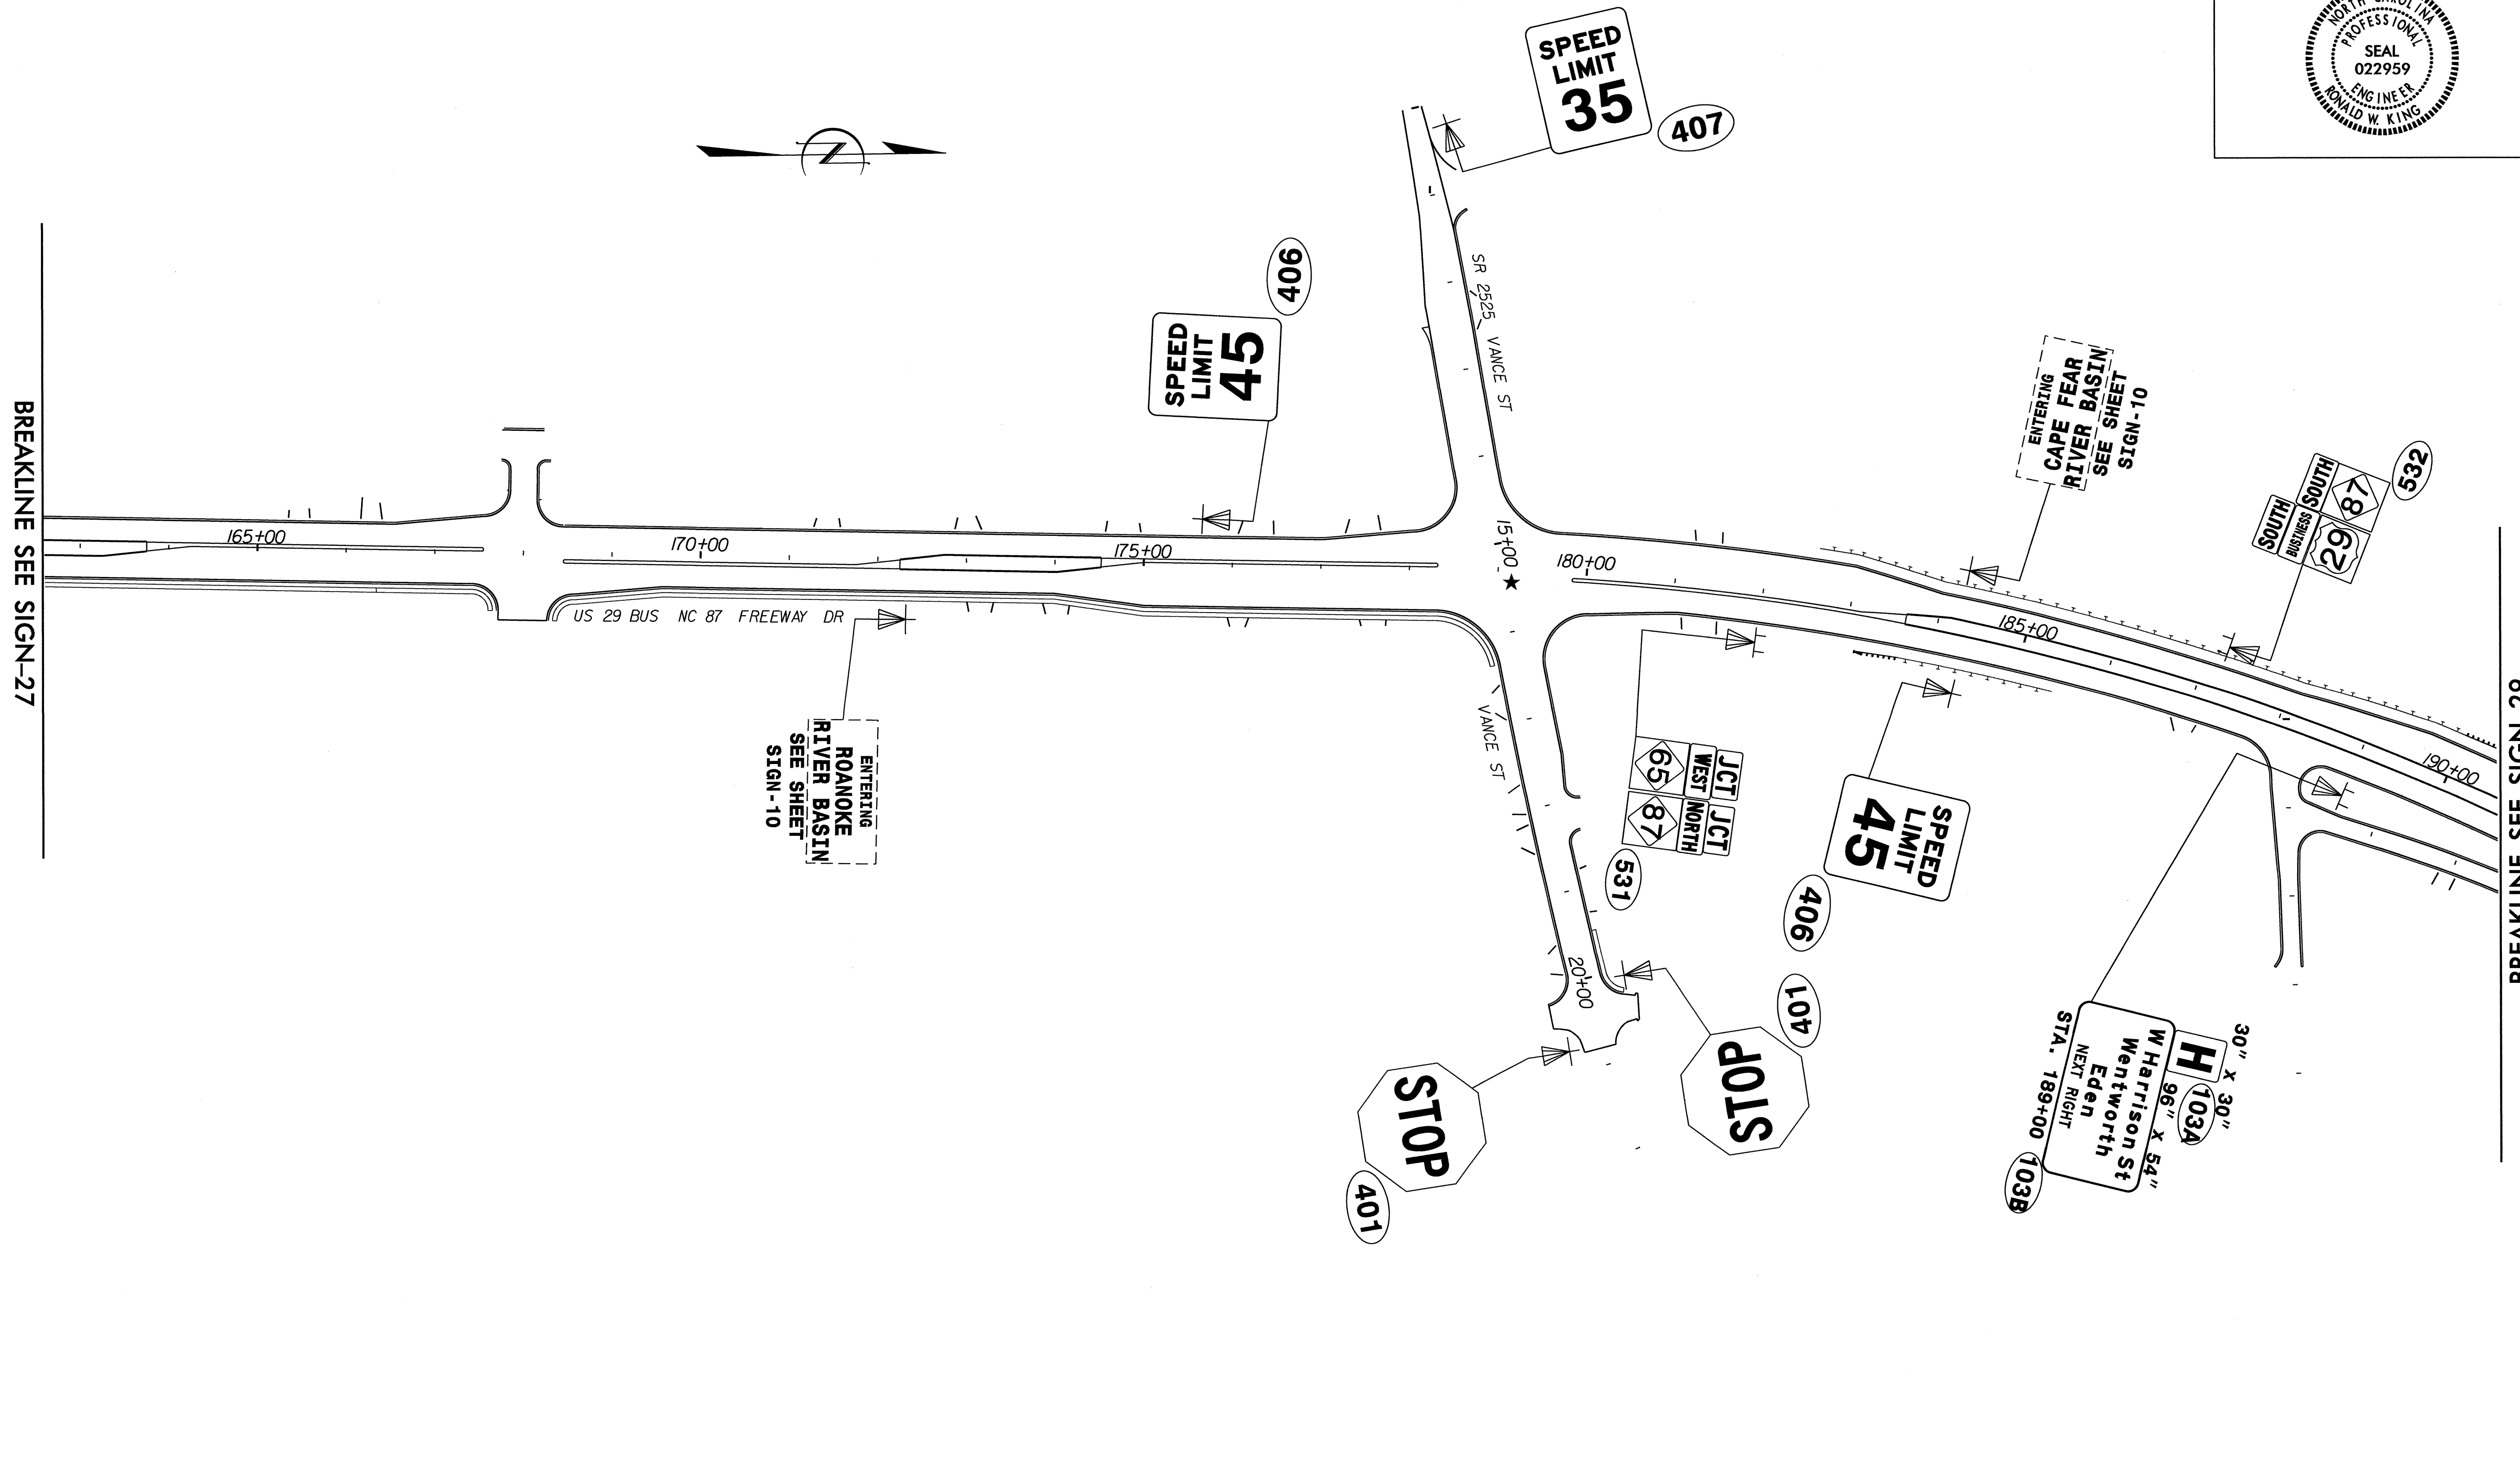 NORTH CAROLINA
PROFESSIONAL
SEAL
022959
ENGINEER
RONALD W. KING
SPEED
LIMIT
35
407
N
406
SPEED
LIMIT
45
SR 2525 VANCE ST
ENTERING
CAPE FEAR
RIVER BASIN
SEE SHEET
SIGN-10
532
SOUTH
87
SOUTH
BUSINESS
29
BREAKLINE SEE SIGN-27
165+00
170+00
175+00
15+00
180+00
185+00
190+00
US 29 BUS NC 87 FREEWAY DR
ENTERING
ROANOKE
RIVER BASIN
SEE SHEET
SIGN-10
VANCE ST
JCT
WEST
65
JCT
NORTH
87
531
SPEED
LIMIT
45
406
20+00
401
STOP
STOP
401
30" x 30"
H
103A
96" x 54"
W Harrison St
Wentworth
Eden
NEXT RIGHT
STA. 189+00
103B